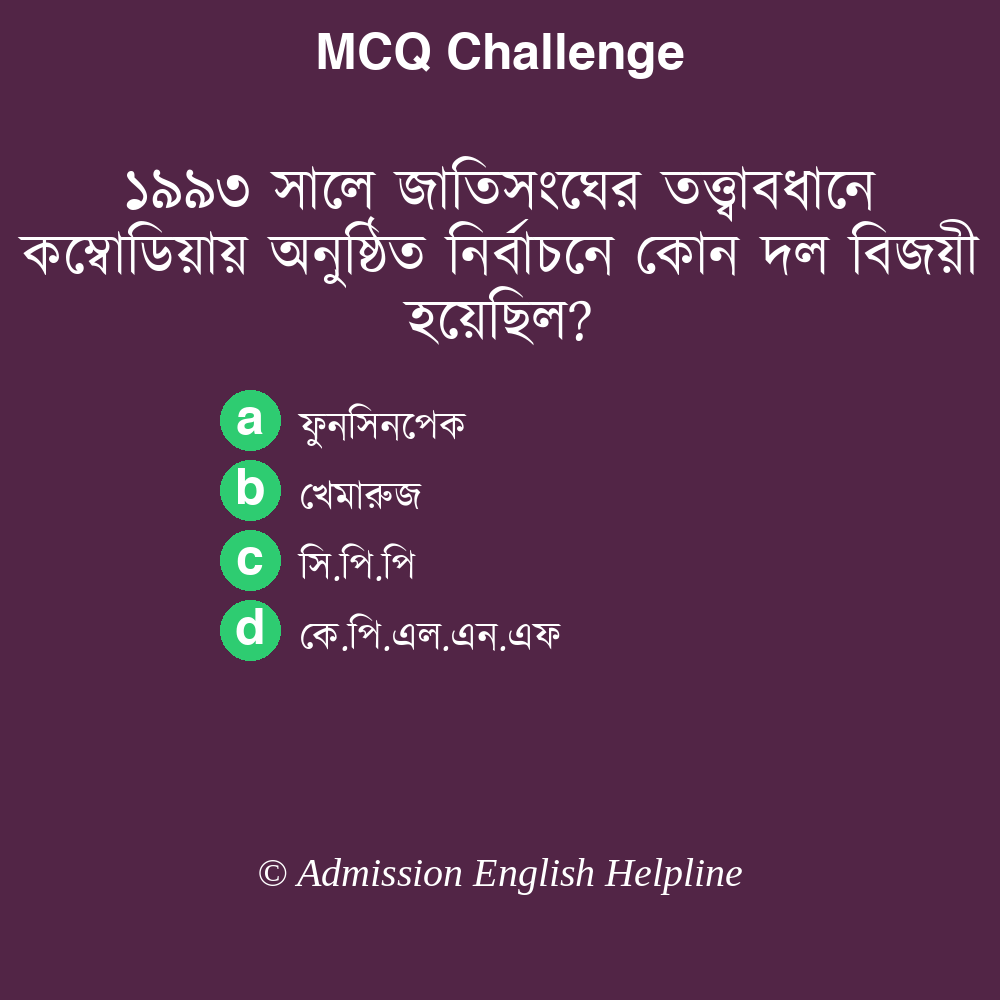 MCQ Challenge
১৯৯৩ সালে জাতিসংঘের তত্ত্বাবধানে
কম্বোডিয়ায় অনুষ্ঠিত নির্বাচনে কোন দল বিজয়ী
হয়েছিল?
a ফুনসিনপেক
b খেমারুজ
c সি.পি.পি
d কে.পি.এল.এন.এফ
© Admission English Helpline